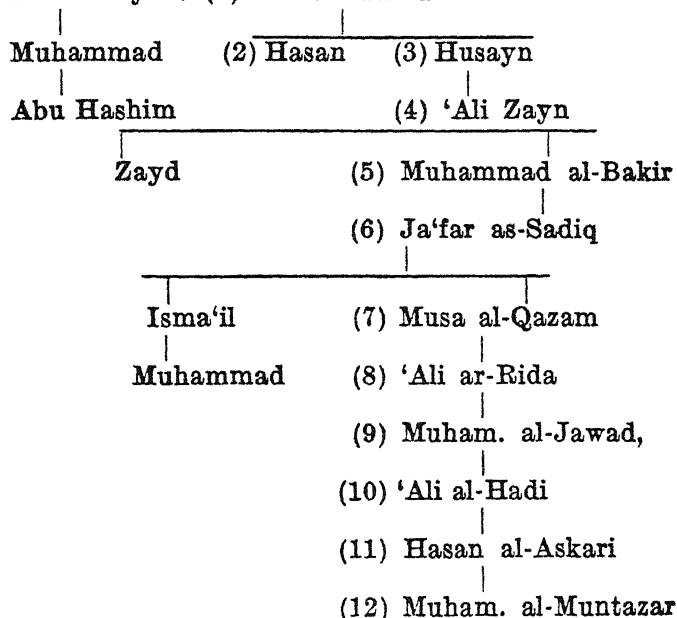 Muhammad (2) Hasan (3) Husayn
Abu Hashim (4) ‘Ali Zayn
Zayd (5) Muhammad al-Bakir
(6) Ja‘far as-Sadiq
Isma‘il (7) Musa al-Qazam
Muhammad (8) ‘Ali ar-Rida
(9) Muham. al-Jawad,
(10) ‘Ali al-Hadi
(11) Hasan al-Askari
(12) Muham. al-Muntazar